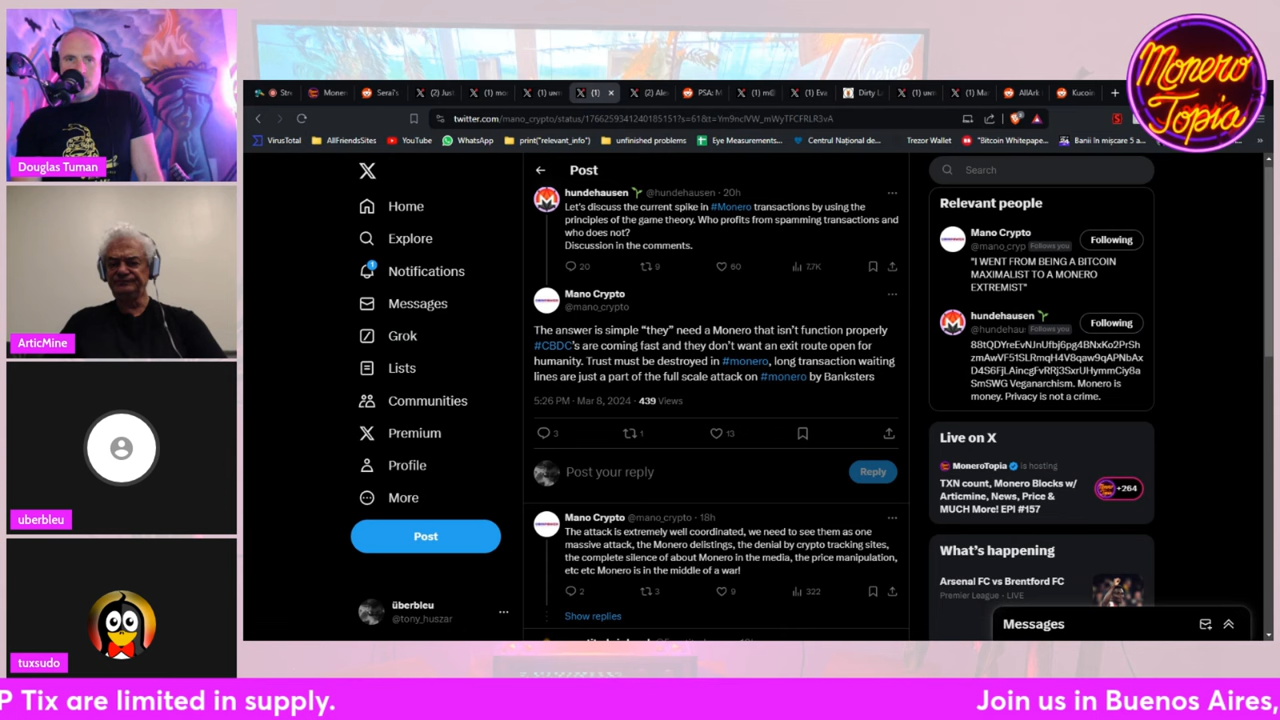 Douglas Tuman
ArticMine
uberbleu
tuxsudo
Monero
Topia
twitter.com/mano_crypto/status/1766259341240185151?s=61&t=Ym9nclVW_mWyTFCFRLR3vA
VirusTotal
AllFriendsSites
YouTube
WhatsApp
print("relevant_info")
unfinished problems
Eye Measurements...
Centrul Național de...
Trezor Wallet
"Bitcoin Whitepape...
Banii în mișcare 5 a...
Home
Explore
Notifications
Messages
Grok
Lists
Communities
Premium
Profile
More
Post
überbleu
@tony_huszar
Post
hundehausen @hundehausen · 20h
Let's discuss the current spike in #Monero transactions by using the
principles of the game theory. Who profits from spamming transactions and
who does not?
Discussion in the comments.
20 9 60 7.7K
Mano Crypto
@mano_crypto
The answer is simple "they" need a Monero that isn't function properly
#CBDC's are coming fast and they don't want an exit route open for
humanity. Trust must be destroyed in #monero, long transaction waiting
lines are just a part of the full scale attack on #monero by Banksters
5:26 PM · Mar 8, 2024 · 439 Views
3 1 13
Post your reply
Reply
Mano Crypto @mano_crypto · 18h
The attack is extremely well coordinated, we need to see them as one
massive attack, the Monero delistings, the denial by crypto tracking sites,
the complete silence of about Monero in the media, the price manipulation,
etc etc Monero is in the middle of a war!
2 3 9 322
Show replies
Search
Relevant people
Mano Crypto
@mano_cryp Follows you
Following
"I WENT FROM BEING A BITCOIN
MAXIMALIST TO A MONERO
EXTREMIST"
hundehausen
@hundehau Follows you
Following
SmSWG Veganarchism. Monero is
money. Privacy is not a crime.
Live on X
MoneroTopia is hosting
TXN count, Monero Blocks w/
Articmine, News, Price &
MUCH More! EPI #157
+264
What's happening
Arsenal FC vs Brentford FC
Premier League · LIVE
Messages
P Tix are limited in supply.
Join us in Buenos Aires,